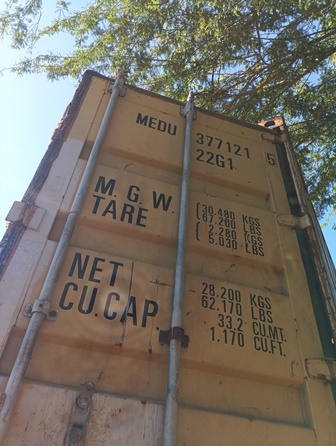 MEDU 377121 5
22G1
M.G.W. 30.480 KGS
67.200 LBS
TARE 2.280 KGS
5.030 LBS
NET 28.200 KGS
62.170 LBS
CU.CAP. 33.2 CU.MT.
1.170 CU.FT.